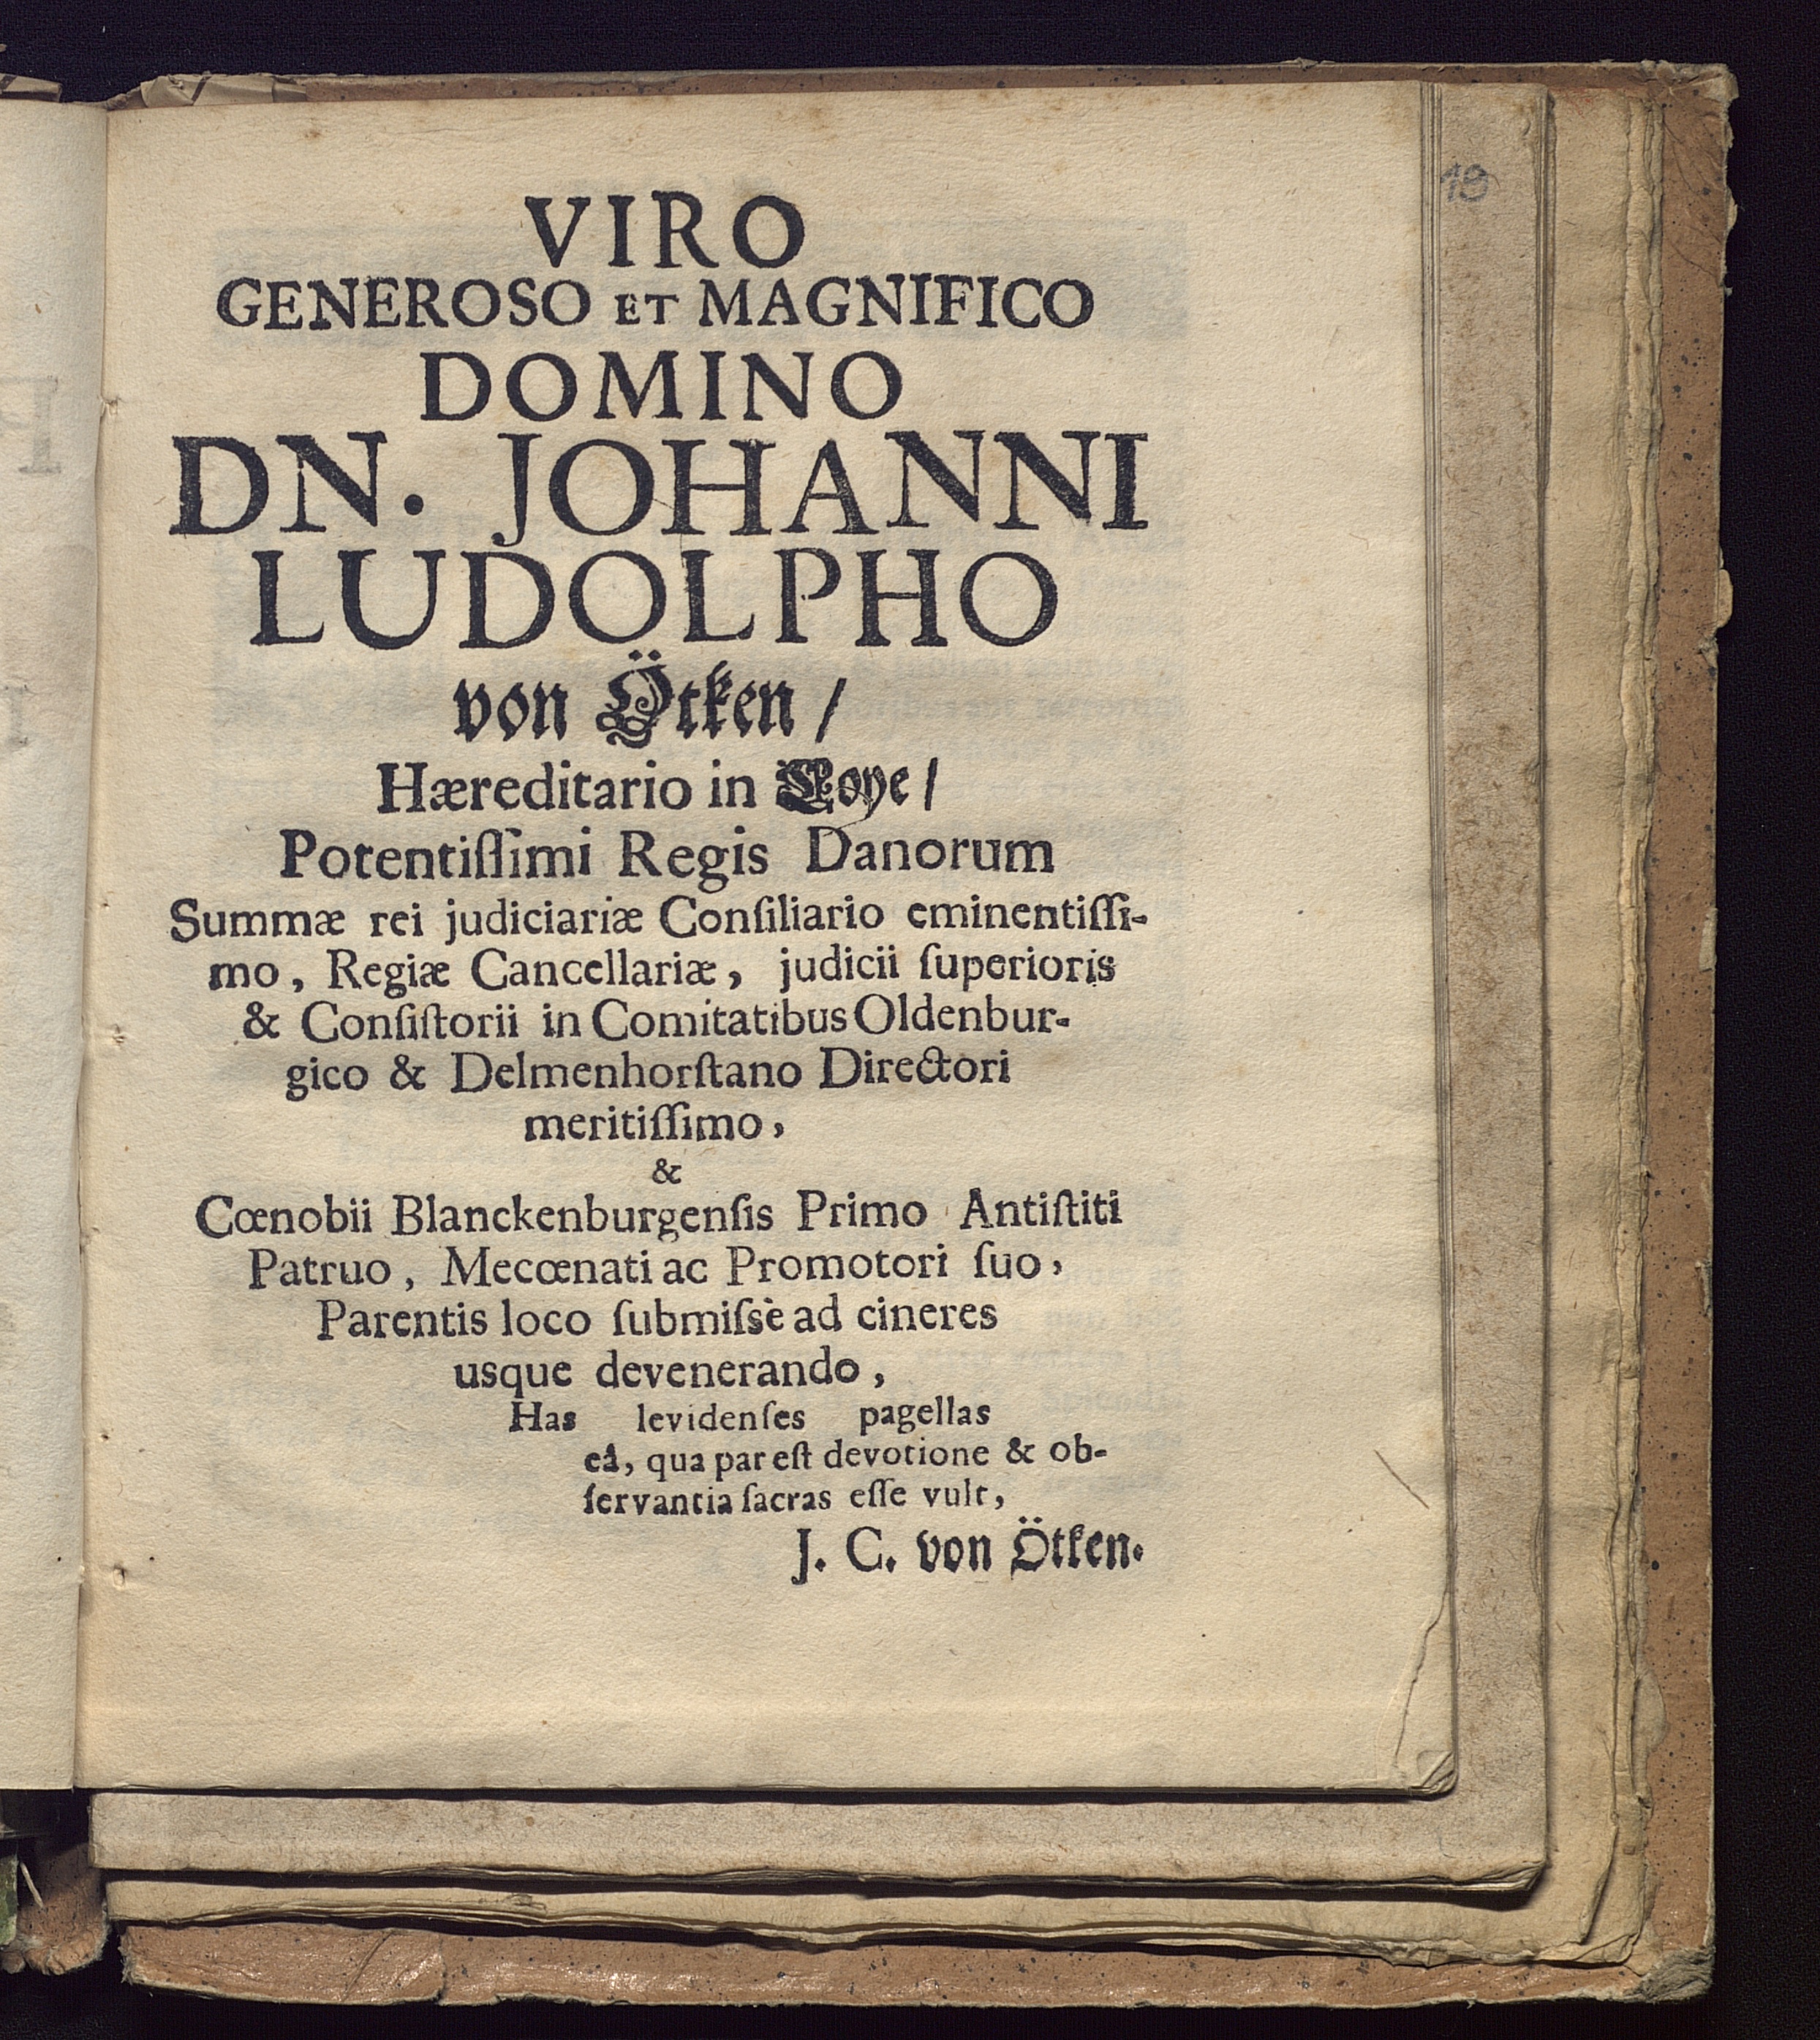 VIRO
GENEROSO ET MAGNIFICO
DOMINO
DN. JOHANNI
LUDOLPHO
von Ötken /
Hæreditario in Loye /
Potentiſſimi Regis Danorum
Summæ rei judiciariæ Conſiliario eminentiſſi-
mo, Regiæ Cancellariæ, judicii ſuperioris
& Conſiſtorii in Comitatibus Oldenbur-
gico & Delmenhorſtano Directori
meritiſſimo,
&
Cœnobii Blanckenburgenſis Primo Antiſtiti
Patruo, Mecœnati ac Promotori ſuo,
Parentis loco ſubmiſsè ad cineres
usque devenerando,
Has levidenſes pagellas
eâ, qua par eſt devotione & ob-
ſervantia ſacras eſſe vult,
J. C. von Ötken.
19